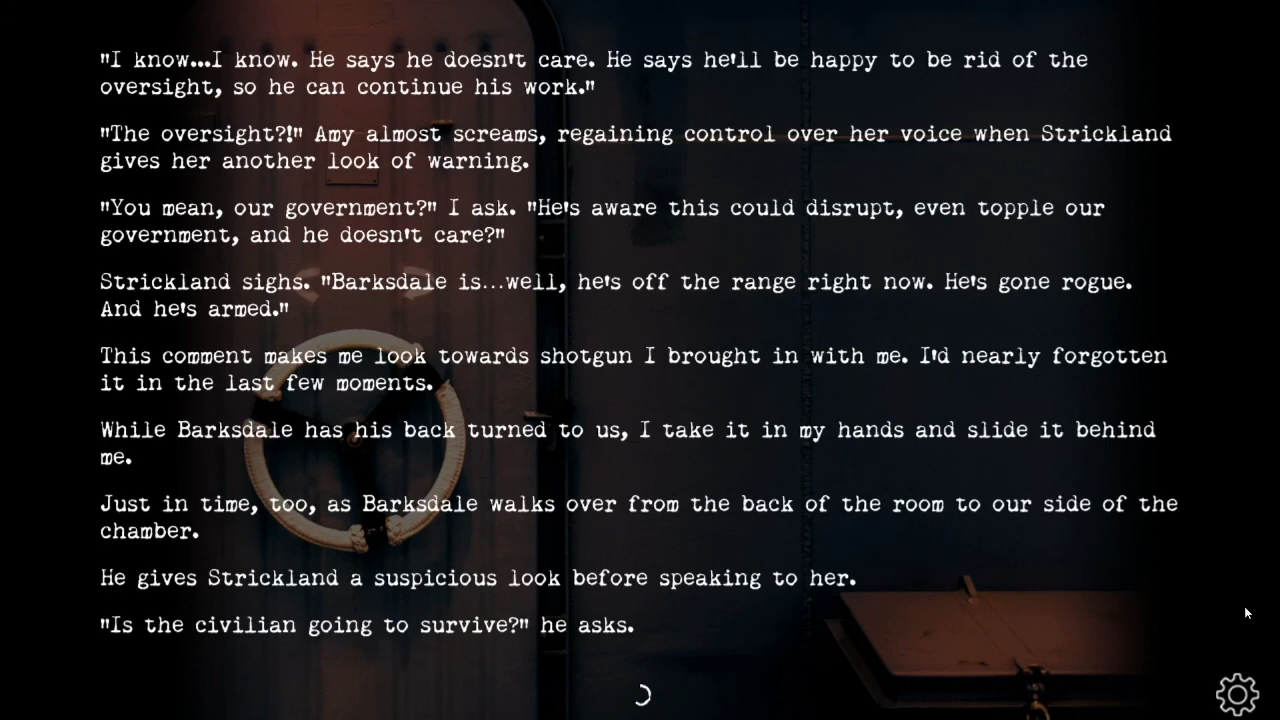 "I know...I know. He says he doesn't care. He says he'll be happy to be rid of the
oversight, so he can continue his work."
"The oversight?!" Amy almost screams, regaining control over her voice when Strickland
gives her another look of warning.
"You mean, our government?" I ask. "He's aware this could disrupt, even topple our
government, and he doesn't care?"
Strickland sighs. "Barksdale is...well, he's off the range right now. He's gone rogue.
And he's armed."
This comment makes me look towards shotgun I brought in with me. I'd nearly forgotten
it in the last few moments.
While Barksdale has his back turned to us, I take it in my hands and slide it behind
me.
Just in time, too, as Barksdale walks over from the back of the room to our side of the
chamber.
He gives Strickland a suspicious look before speaking to her.
"Is the civilian going to survive?" he asks.